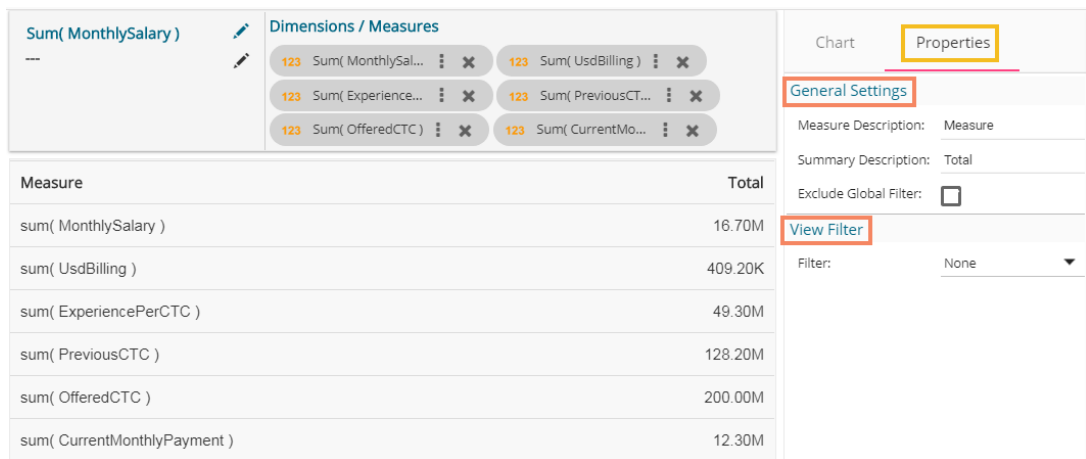 Sum( MonthlySalary )
---
Dimensions / Measures
123 Sum( MonthlySal...
123 Sum( UsdBilling )
123 Sum( Experience...
123 Sum( PreviousCT...
123 Sum( OfferedCTC )
123 Sum( CurrentMo...
Measure Total
sum( MonthlySalary ) 16.70M
sum( UsdBilling ) 409.20K
sum( ExperiencePerCTC ) 49.30M
sum( PreviousCTC ) 128.20M
sum( OfferedCTC ) 200.00M
sum( CurrentMonthlyPayment ) 12.30M
Chart Properties
General Settings
Measure Description: Measure
Summary Description: Total
Exclude Global Filter:
View Filter
Filter: None